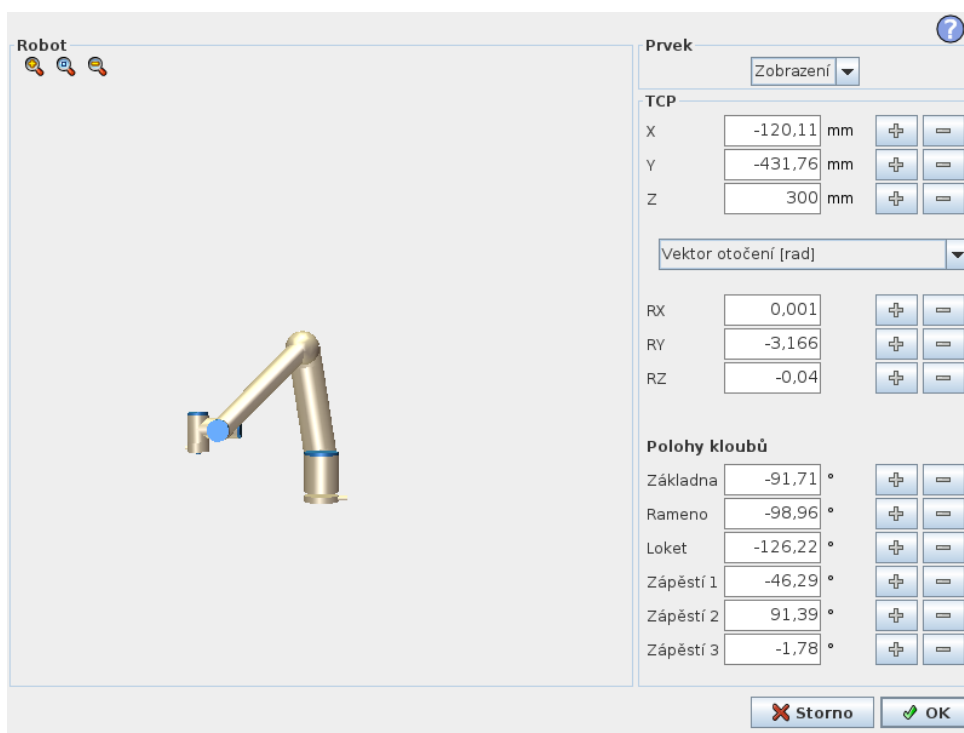 Robot
Prvek
Zobrazení
TCP
X -120,11 mm
Y -431,76 mm
Z 300 mm
Vektor otočení [rad]
RX 0,001
RY -3,166
RZ -0,04
Polohy kloubů
Základna -91,71 °
Rameno -98,96 °
Loket -126,22 °
Zápěstí 1 -46,29 °
Zápěstí 2 91,39 °
Zápěstí 3 -1,78 °
Storno OK